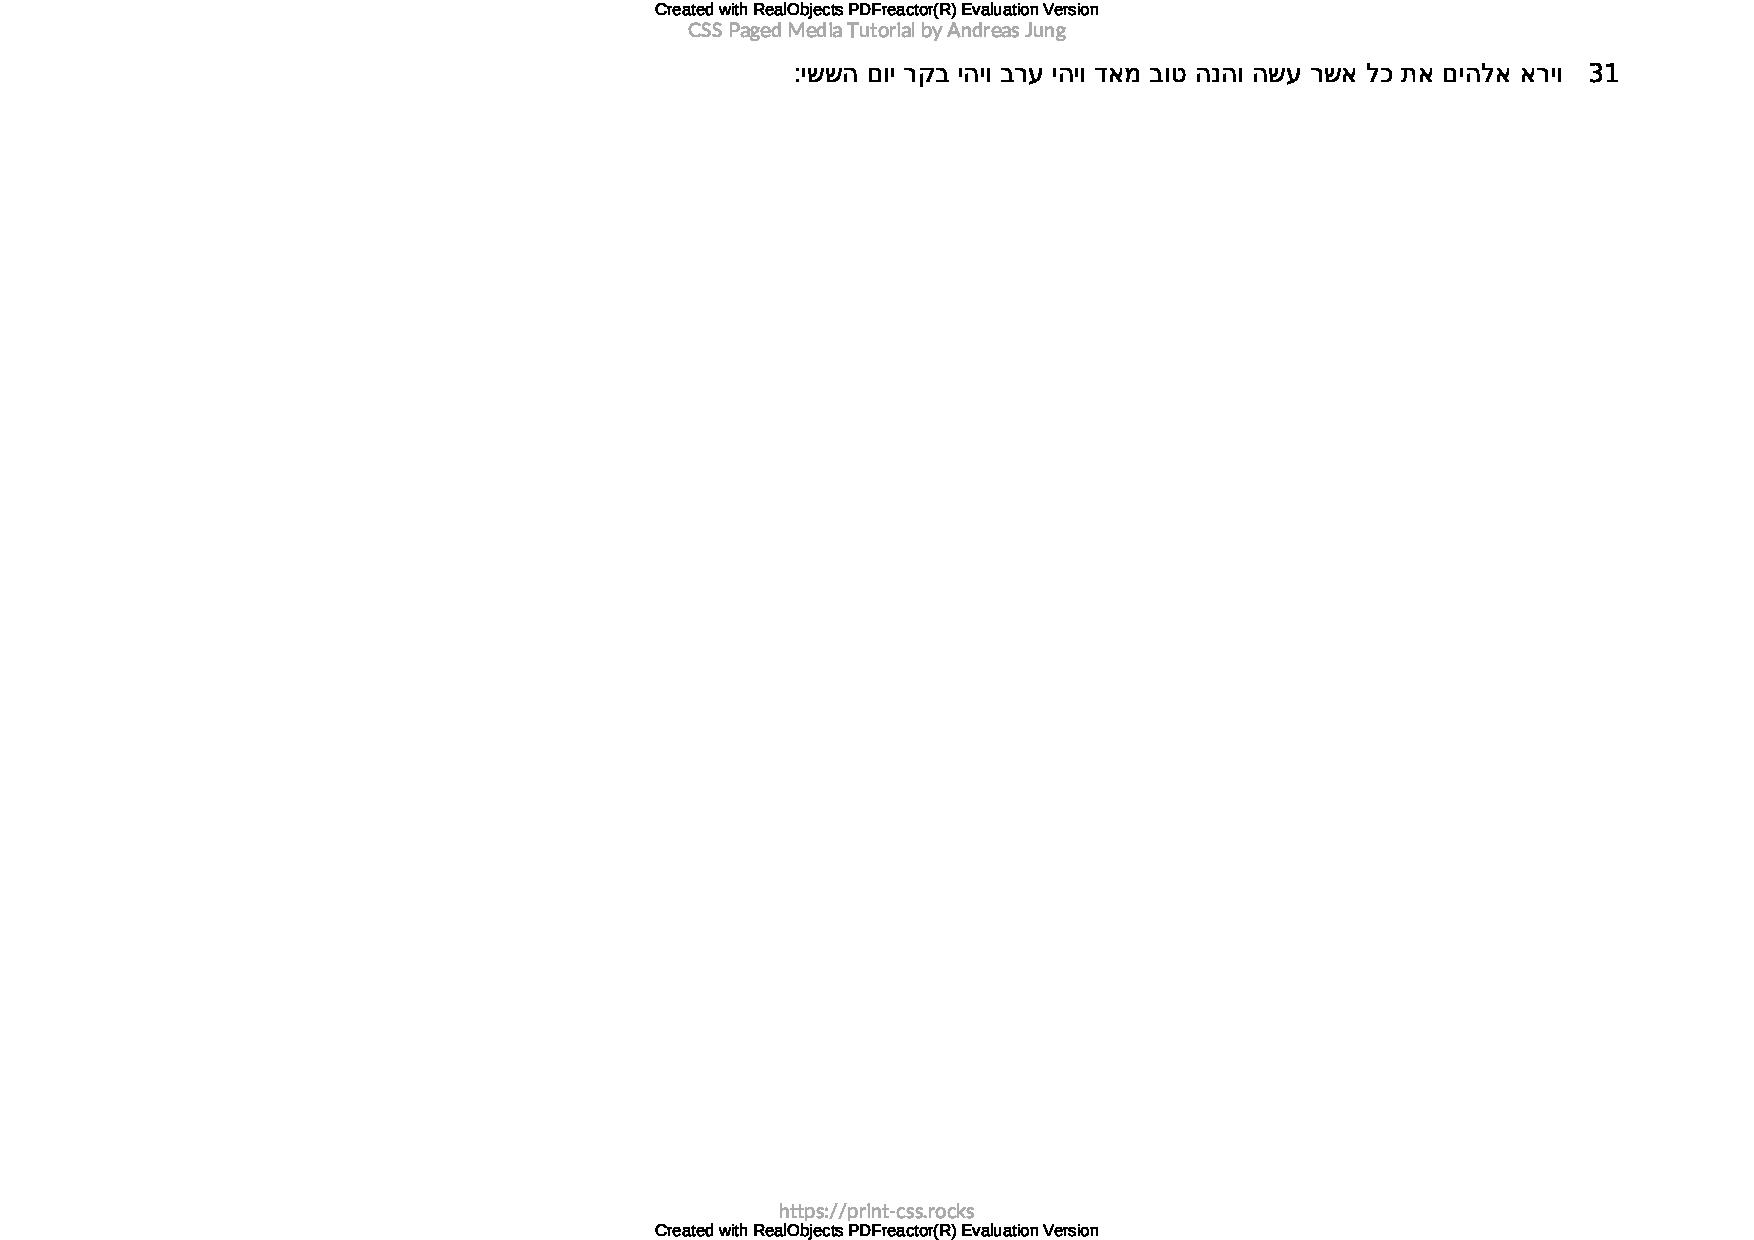 Created with RealObjects PDFreactor(R) Evaluation Version
CSS Paged Media Tutorial by Andreas Jung
31 וירא אלהים את כל אשר עשה והנה טוב מאד ויהי ערב ויהי בקר יום הששי:
https://print-css.rocks
Created with RealObjects PDFreactor(R) Evaluation Version